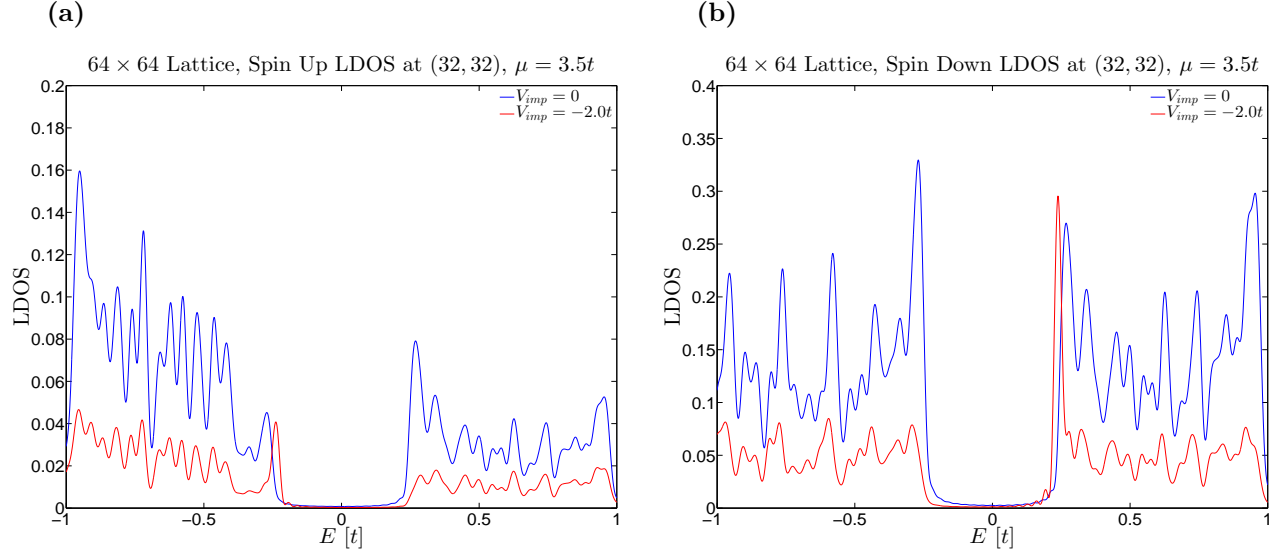 (a)
64 × 64 Lattice, Spin Up LDOS at (32, 32), μ = 3.5t
0.2
0.18
0.16
0.14
0.12
0.1
0.08
0.06
0.04
0.02
0
LDOS
V_imp = 0
V_imp = −2.0t
−1
−0.5
0
0.5
1
E [t]
(b)
64 × 64 Lattice, Spin Down LDOS at (32, 32), μ = 3.5t
0.4
0.35
0.3
0.25
0.2
0.15
0.1
0.05
0
LDOS
V_imp = 0
V_imp = −2.0t
−1
−0.5
0
0.5
1
E [t]